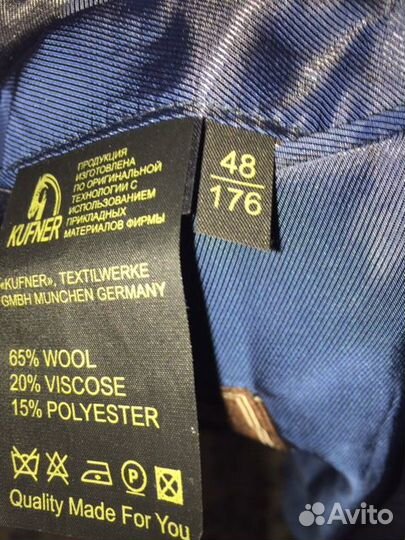 ПРОДУКЦИЯ
ИЗГОТОВЛЕНА
ПО ОРИГИНАЛЬНОЙ
ТЕХНОЛОГИИ С
ИСПОЛЬЗОВАНИЕМ
ПРИКЛАДНЫХ
МАТЕРИАЛОВ ФИРМЫ
KUFNER
«KUFNER», TEXTILWERKE
GMBH MUNCHEN GERMANY
65% WOOL
20% VISCOSE
15% POLYESTER
Quality Made For You
48
176
Avito